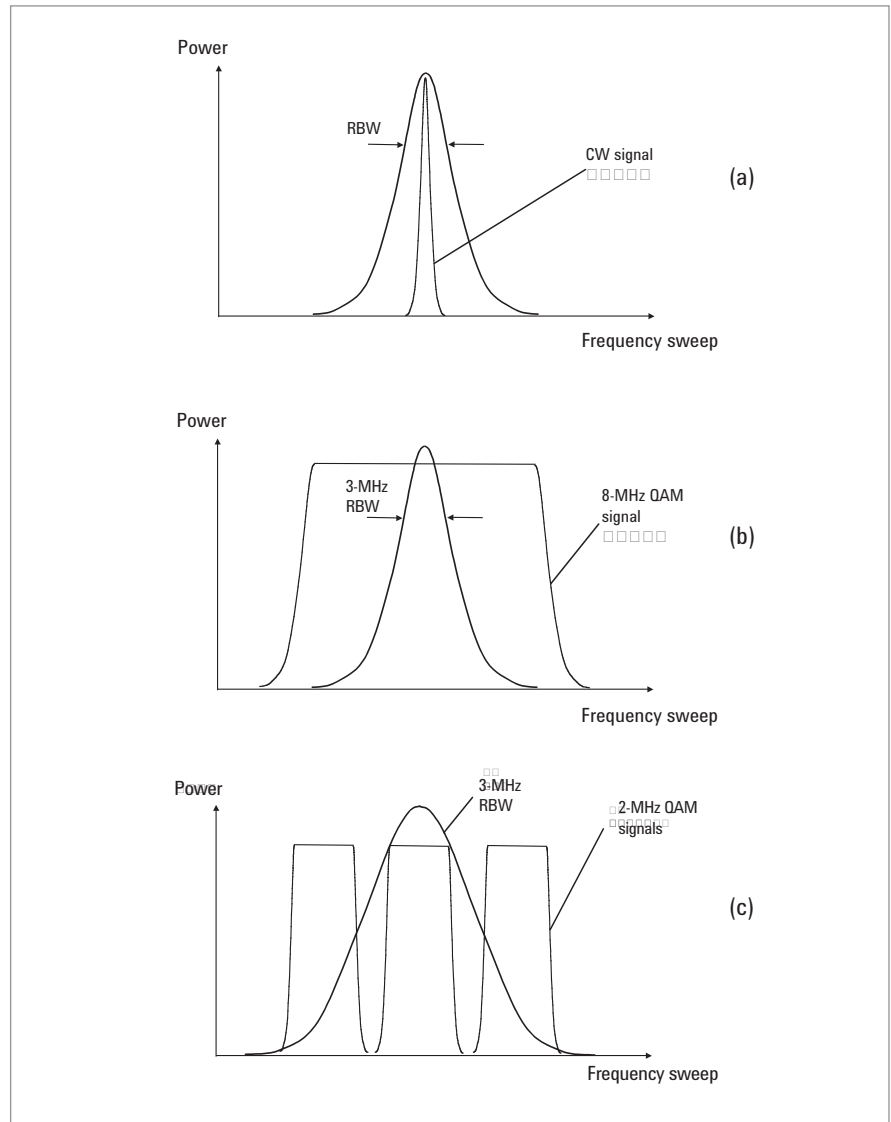 Power
RBW
CW signal
(a)
Frequency sweep
Power
3-MHz
RBW
8-MHz QAM
signal
(b)
Frequency sweep
Power
3-MHz
RBW
2-MHz QAM
signals
(c)
Frequency sweep